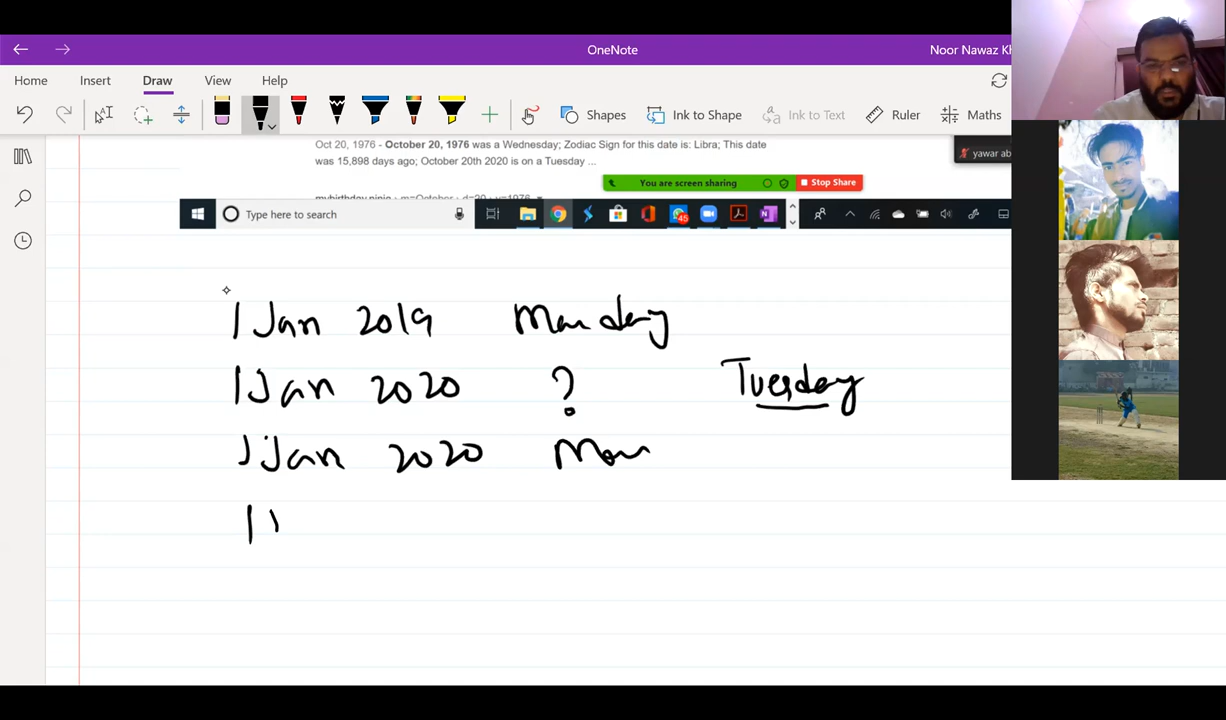 OneNote
Noor Nawaz Kh
Home Insert Draw View Help
Shapes Ink to Shape Ink to Text Ruler Maths
Oct 20, 1976 - October 20, 1976 was a Wednesday; Zodiac Sign for this date is: Libra; This date
was 15,898 days ago; October 20th 2020 is on a Tuesday ...
yawar ab
You are screen sharing Stop Share
Type here to search
45
1 Jan 2019 Monday
1 Jan 2020 ? Tuesday
1 Jan 2020 Mon